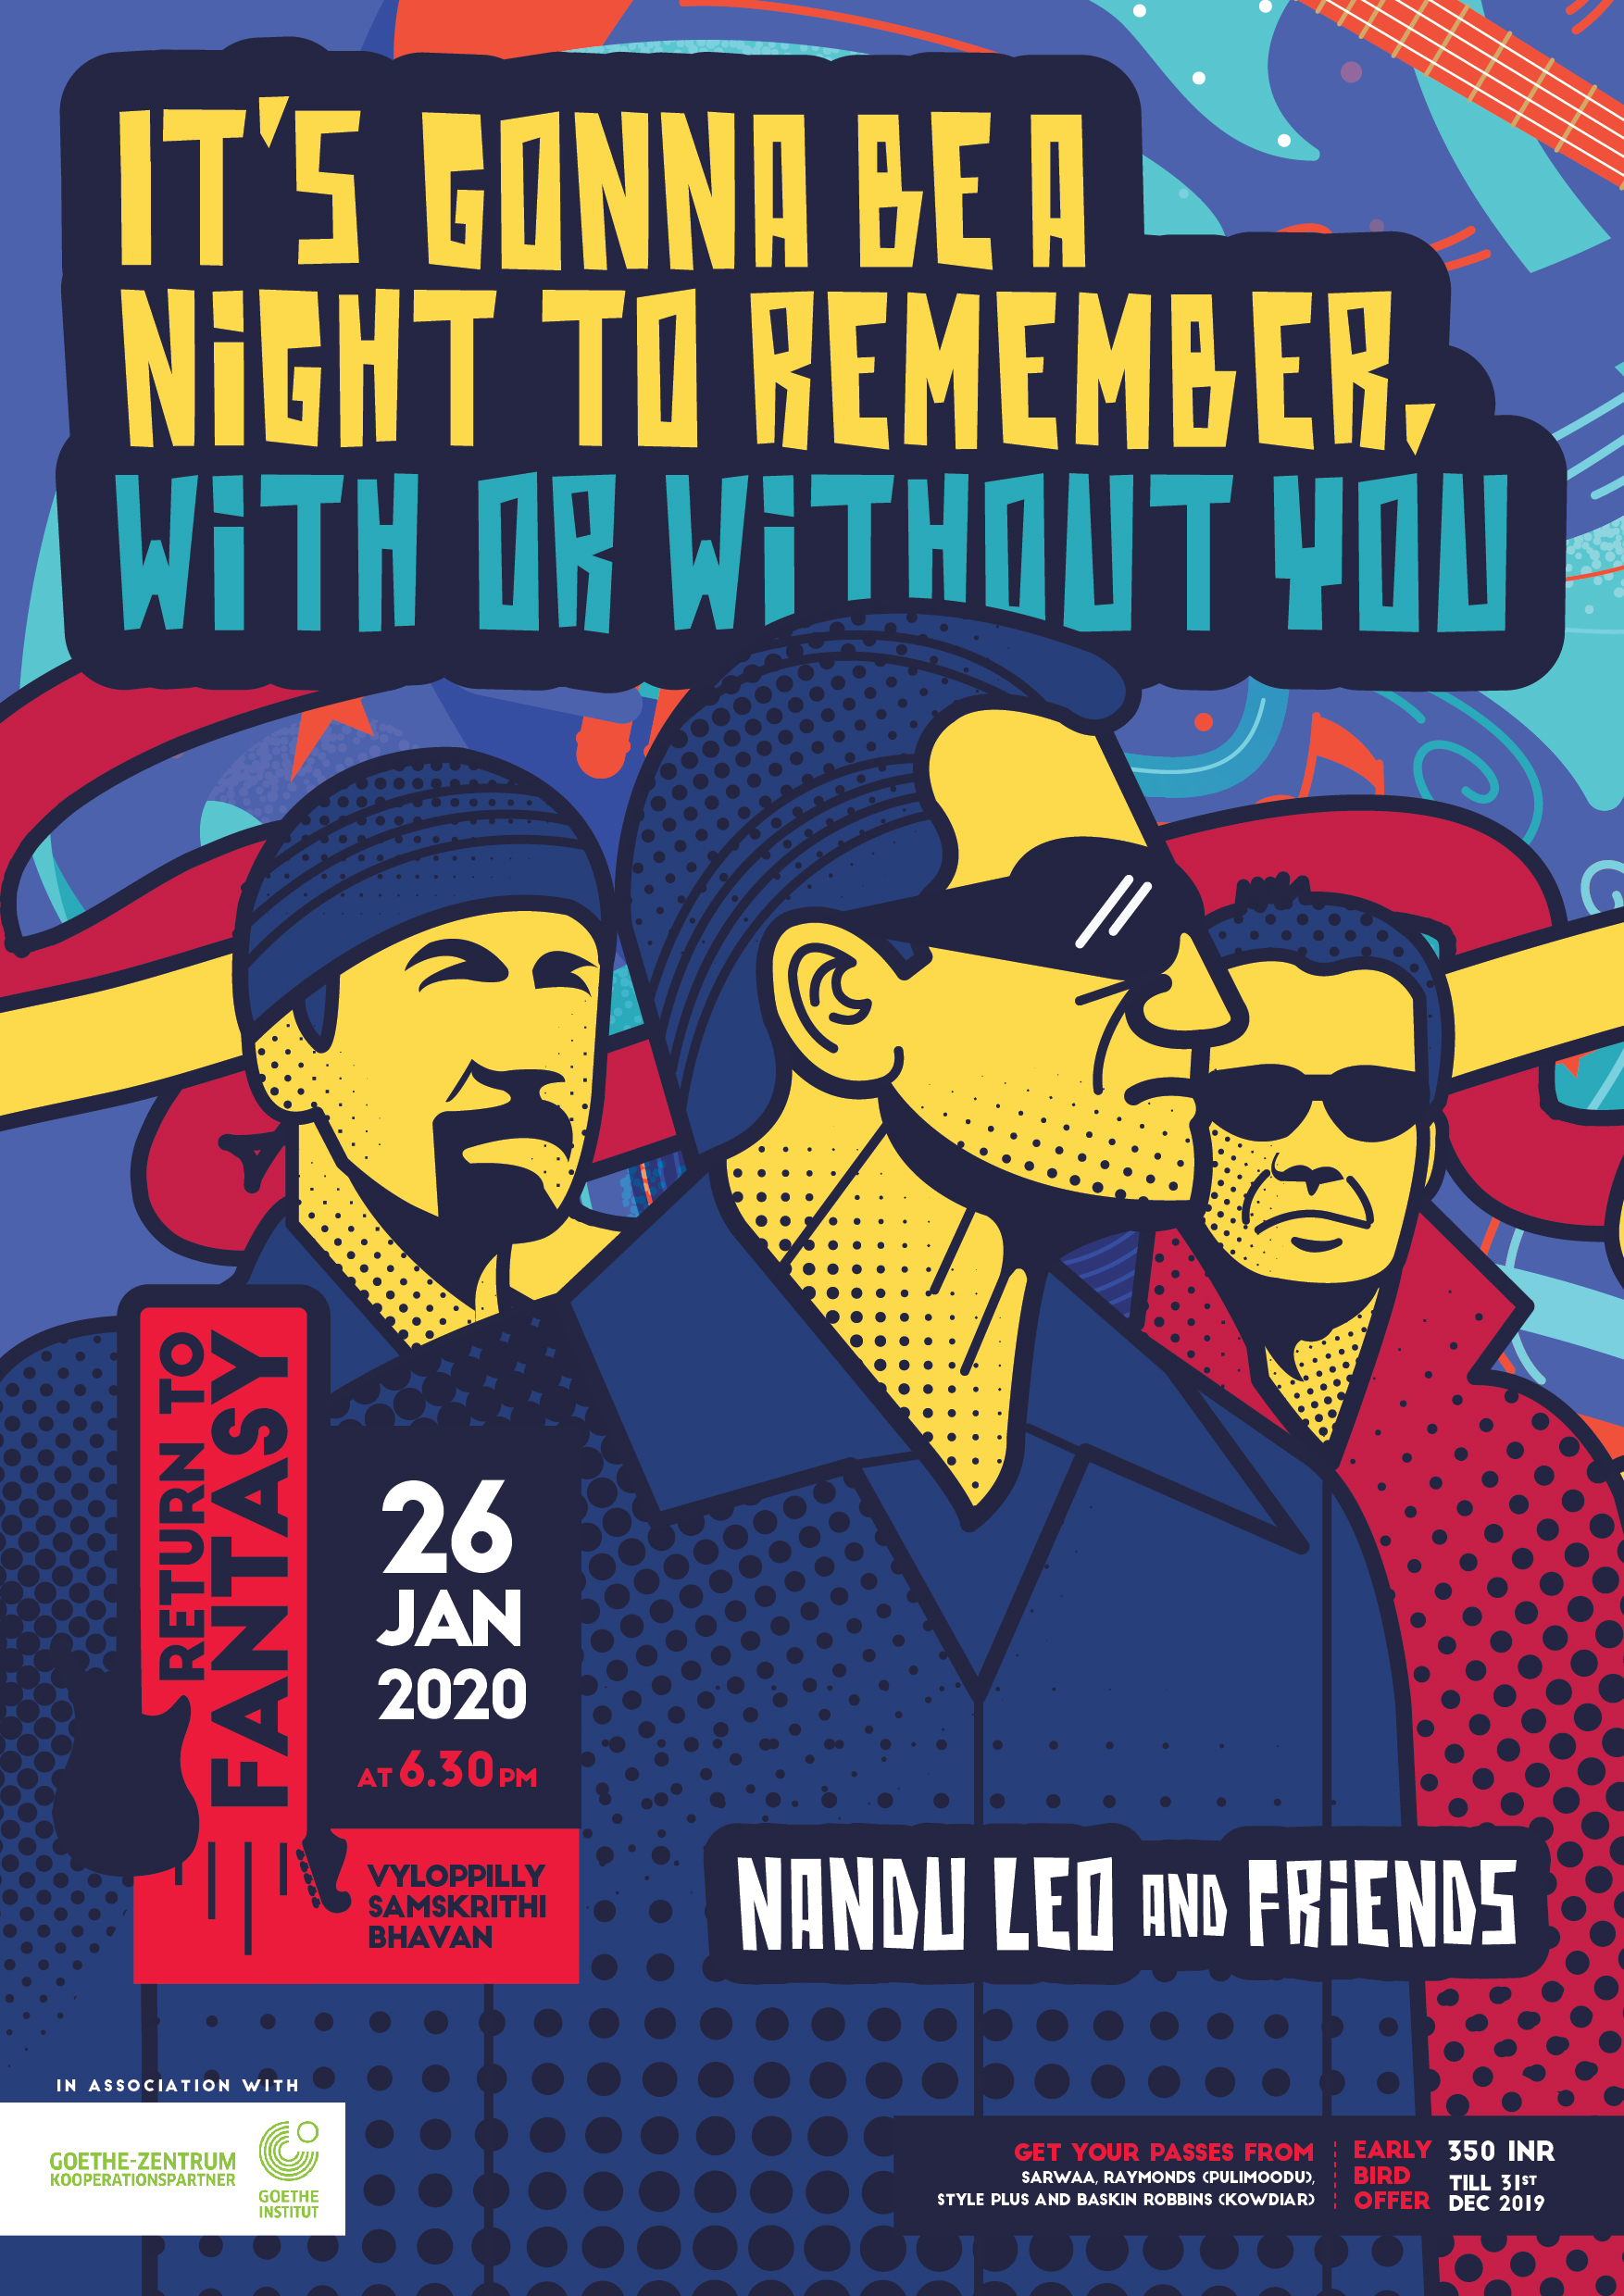 IT'S GONNA BE A
NiGHT TO REMEMBER,
WiTH OR WiTHOUT YOU
RETURN TO
FANTASY
26
JAN
2020
AT 6.30 PM
VYLOPPILLY
SAMSKRITHI
BHAVAN
NANDU LEO AND FRiENDS
IN ASSOCIATION WITH
GOETHE-ZENTRUM
KOOPERATIONSPARTNER
GOETHE
INSTITUT
GET YOUR PASSES FROM
SARWAA, RAYMONDS (PULIMOODU),
STYLE PLUS AND BASKIN ROBBINS (KOWDIAR)
EARLY
BIRD
OFFER
350 INR
TILL 31ST
DEC 2019